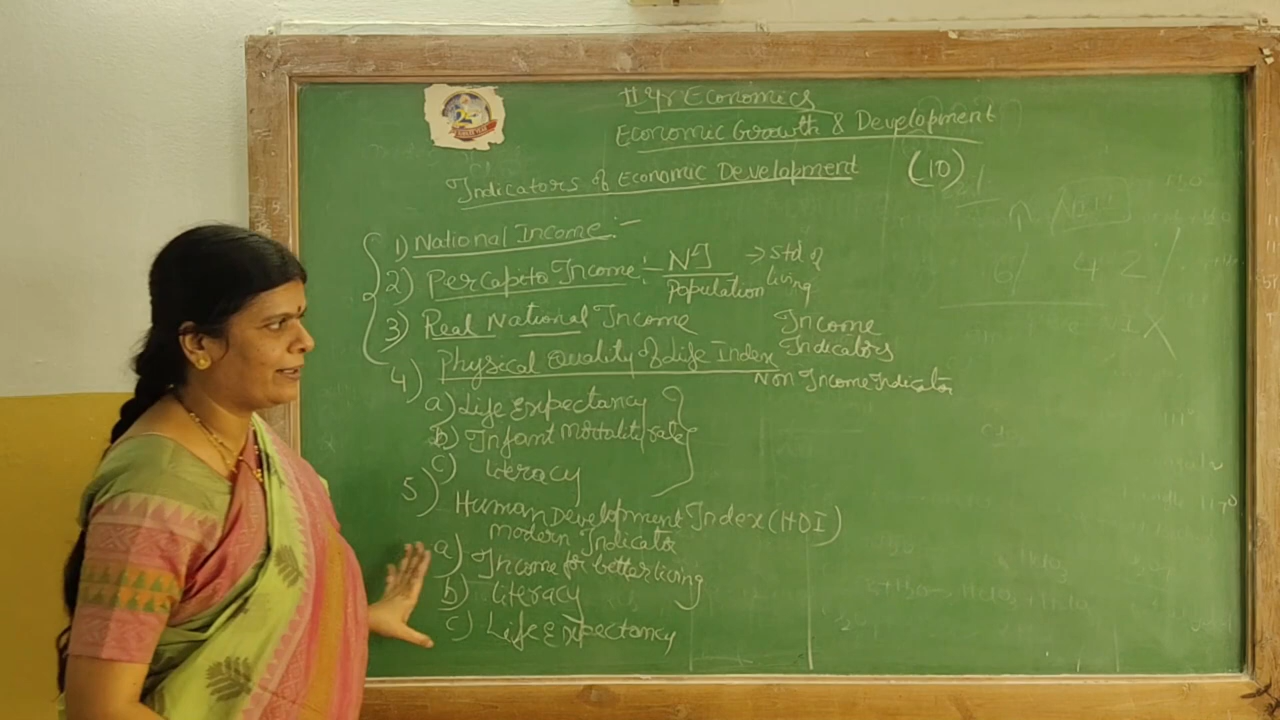 II Yr Economics
Economic Growth & Development
Indicators of Economic Development (10)
1) National Income :-
2) Percapita Income :- NI / Population → Std of living
3) Real National Income
Income Indicators
4) Physical Quality of Life Index
Non Income Indicator
a) Life Expectancy
b) Infant Mortality rate
c) literacy
5) Human Development Index (HDI)
Modern Indicator
a) Income for better living
b) literacy
c) Life Expectancy